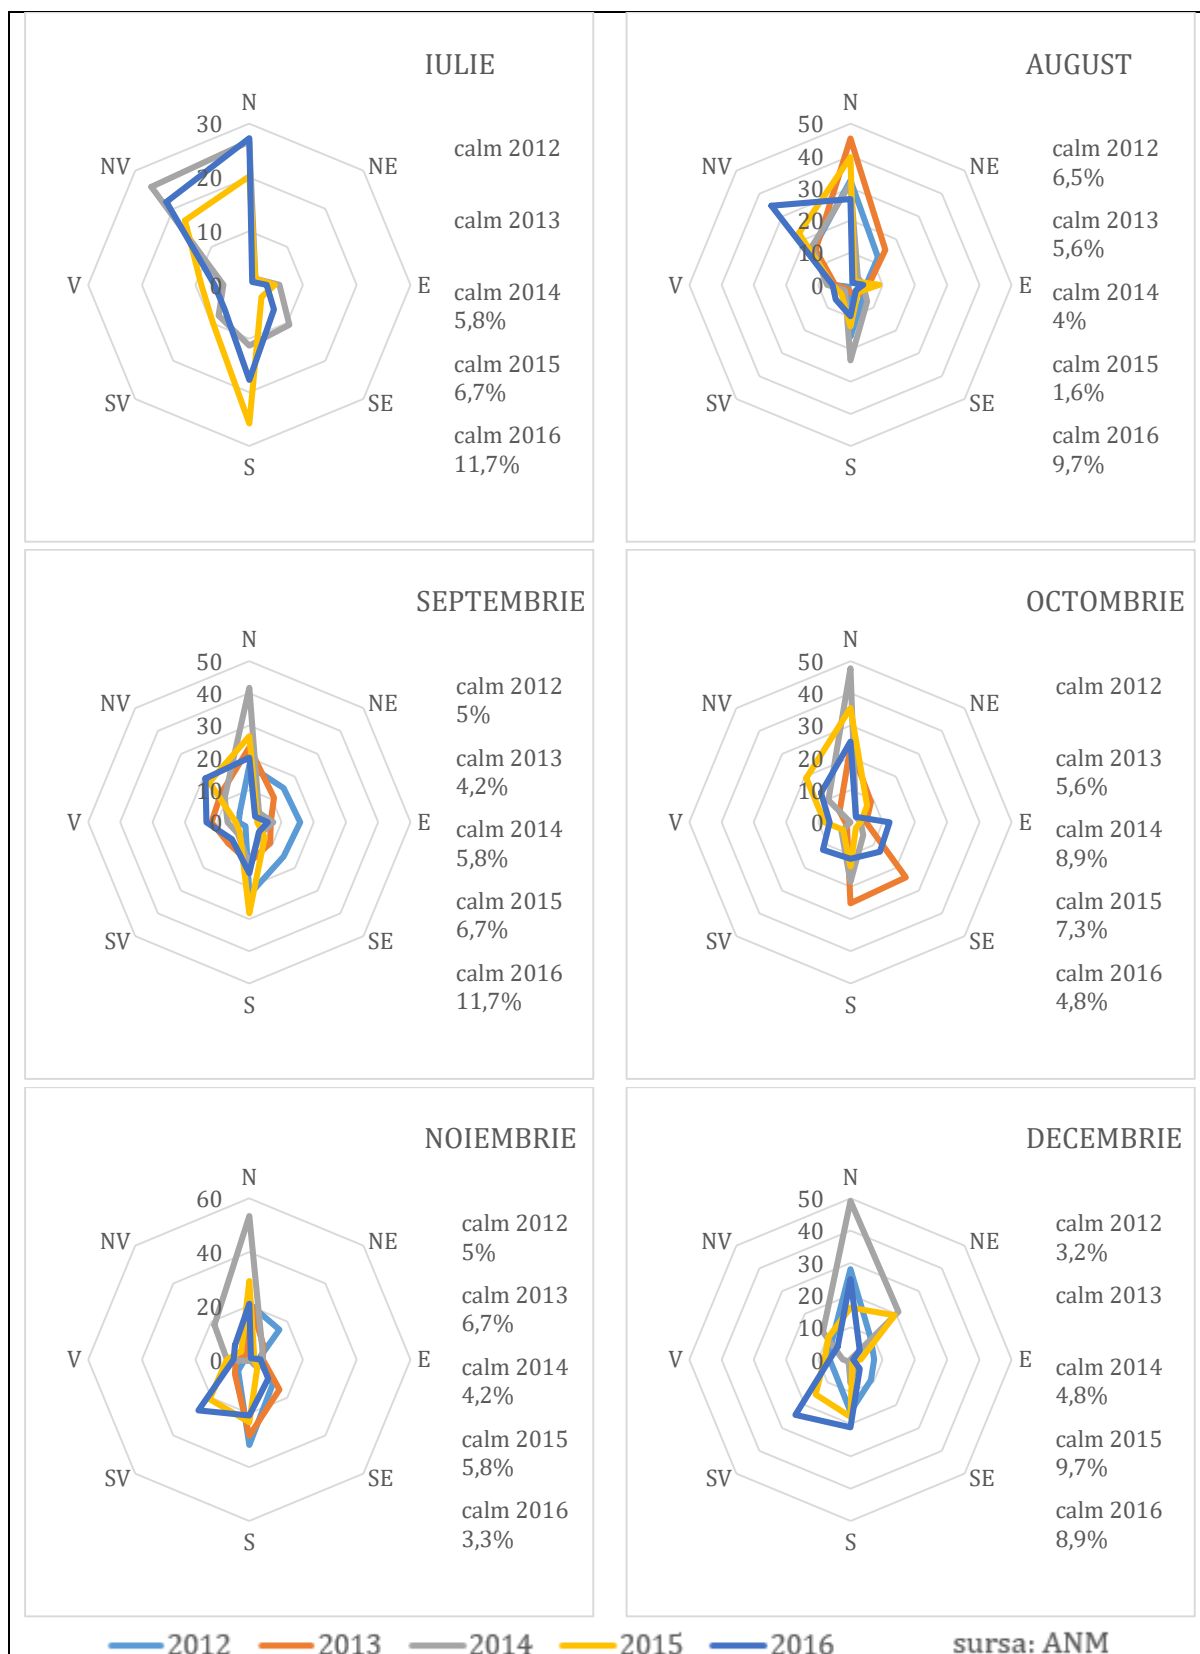 IULIE
N
30
NV
NE
20
10
V
0
E
SV
SE
S
calm 2012
calm 2013
calm 2014
5,8%
calm 2015
6,7%
calm 2016
11,7%
AUGUST
N
50
40
NV
NE
30
20
10
V
0
E
SV
SE
S
calm 2012
6,5%
calm 2013
5,6%
calm 2014
4%
calm 2015
1,6%
calm 2016
9,7%
SEPTEMBRIE
N
50
40
NV
NE
30
20
10
V
0
E
SV
SE
S
calm 2012
5%
calm 2013
4,2%
calm 2014
5,8%
calm 2015
6,7%
calm 2016
11,7%
OCTOMBRIE
N
50
40
NV
NE
30
20
10
V
0
E
SV
SE
S
calm 2012
calm 2013
5,6%
calm 2014
8,9%
calm 2015
7,3%
calm 2016
4,8%
NOIEMBRIE
N
60
NV
NE
40
20
V
0
E
SV
SE
S
calm 2012
5%
calm 2013
6,7%
calm 2014
4,2%
calm 2015
5,8%
calm 2016
3,3%
DECEMBRIE
N
50
40
NV
NE
30
20
10
V
0
E
SV
SE
S
calm 2012
3,2%
calm 2013
calm 2014
4,8%
calm 2015
9,7%
calm 2016
8,9%
2012 2013 2014 2015 2016 sursa: ANM